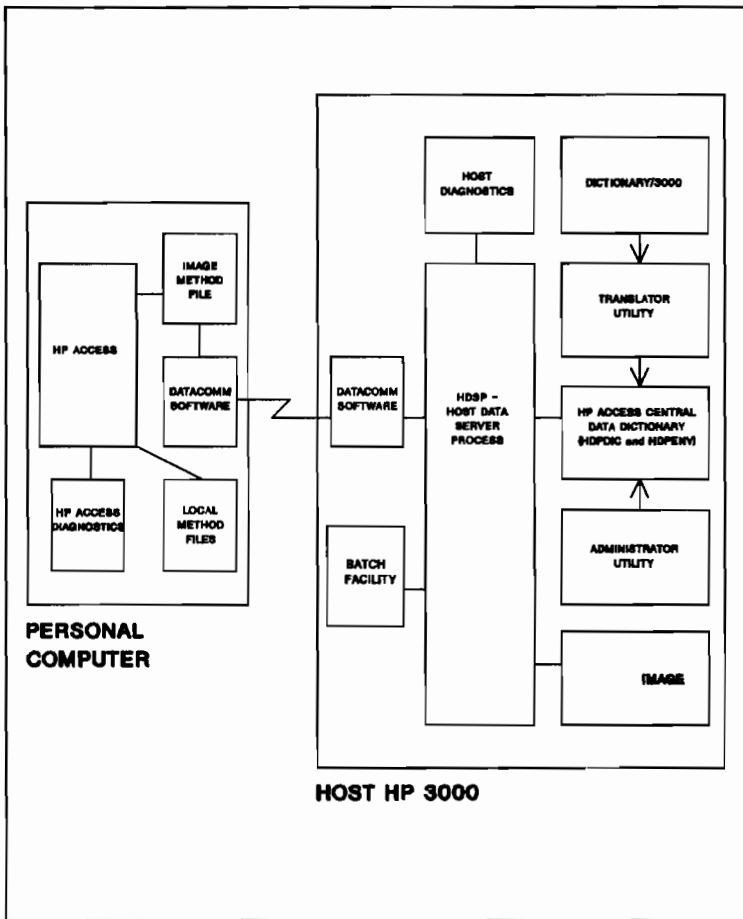 HOST
DIAGNOSTICS
DICTIONARY/3000
IMAGE
METHOD
FILE
HP ACCESS
DATACOMM
SOFTWARE
HP ACCESS
DIAGNOSTICS
LOCAL
METHOD
FILES
PERSONAL
COMPUTER
DATACOMM
SOFTWARE
HDSP -
HOST DATA
SERVER
PROCESS
BATCH
FACILITY
TRANSLATOR
UTILITY
HP ACCESS CENTRAL
DATA DICTIONARY
(HDPDIC and HDPENV)
ADMINISTRATOR
UTILITY
IMAGE
HOST HP 3000